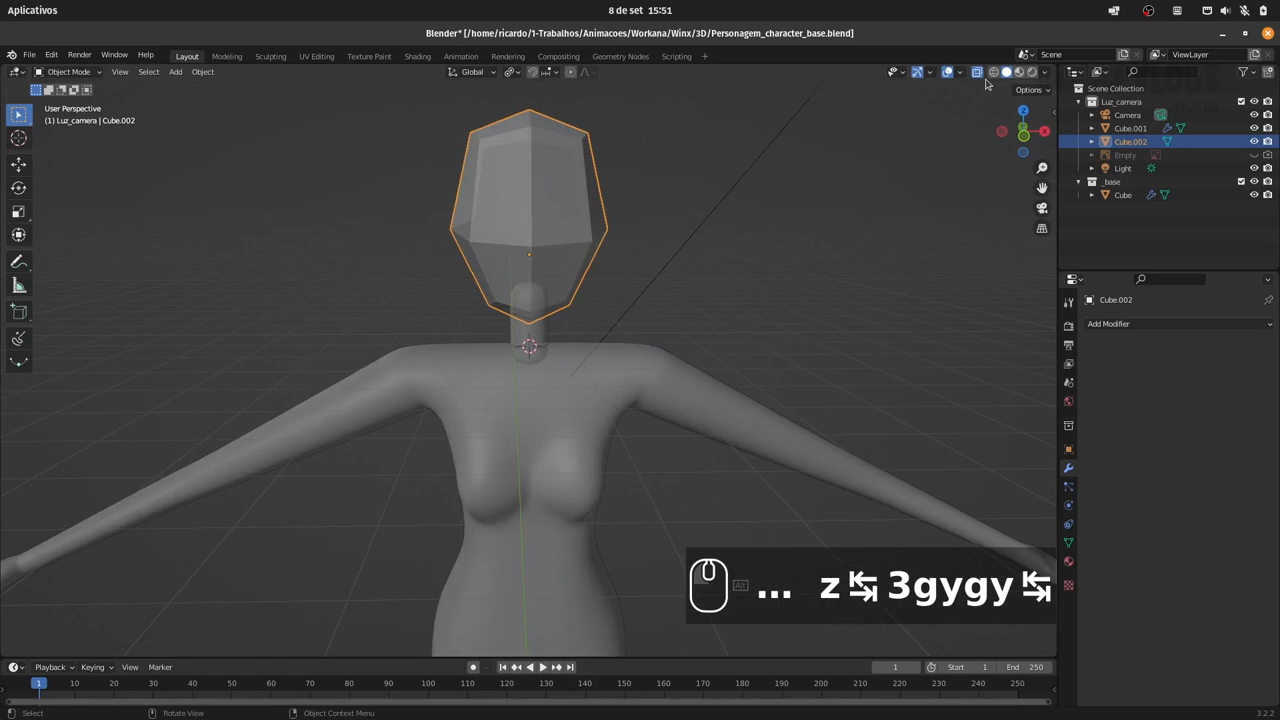 Aplicativos
8 de set 15:51
Blender* [/home/ricardo/1-Trabalhos/Animacoes/Workana/Winx/3D/Personagem_character_base.blend]
File Edit Render Window Help Layout Modeling Sculpting UV Editing Texture Paint Shading Animation Rendering Compositing Geometry Nodes Scripting + Scene ViewLayer
Object Mode View Select Add Object Global
Options
User Perspective
(1) Luz_camera | Cube.002
Z
X
Scene Collection
Luz_camera
Camera
Cube.001
Cube.002
Empty
Light
_base
Cube
Cube.002
Add Modifier
Alt ... z↹ 3gygy↹
Playback Keying View Marker 1 Start 1 End 250
1 10 20 30 40 50 60 70 80 90 100 110 120 130 140 150 160 170 180 190 200 210 220 230 240 250
Select Rotate View Object Context Menu 3.2.2